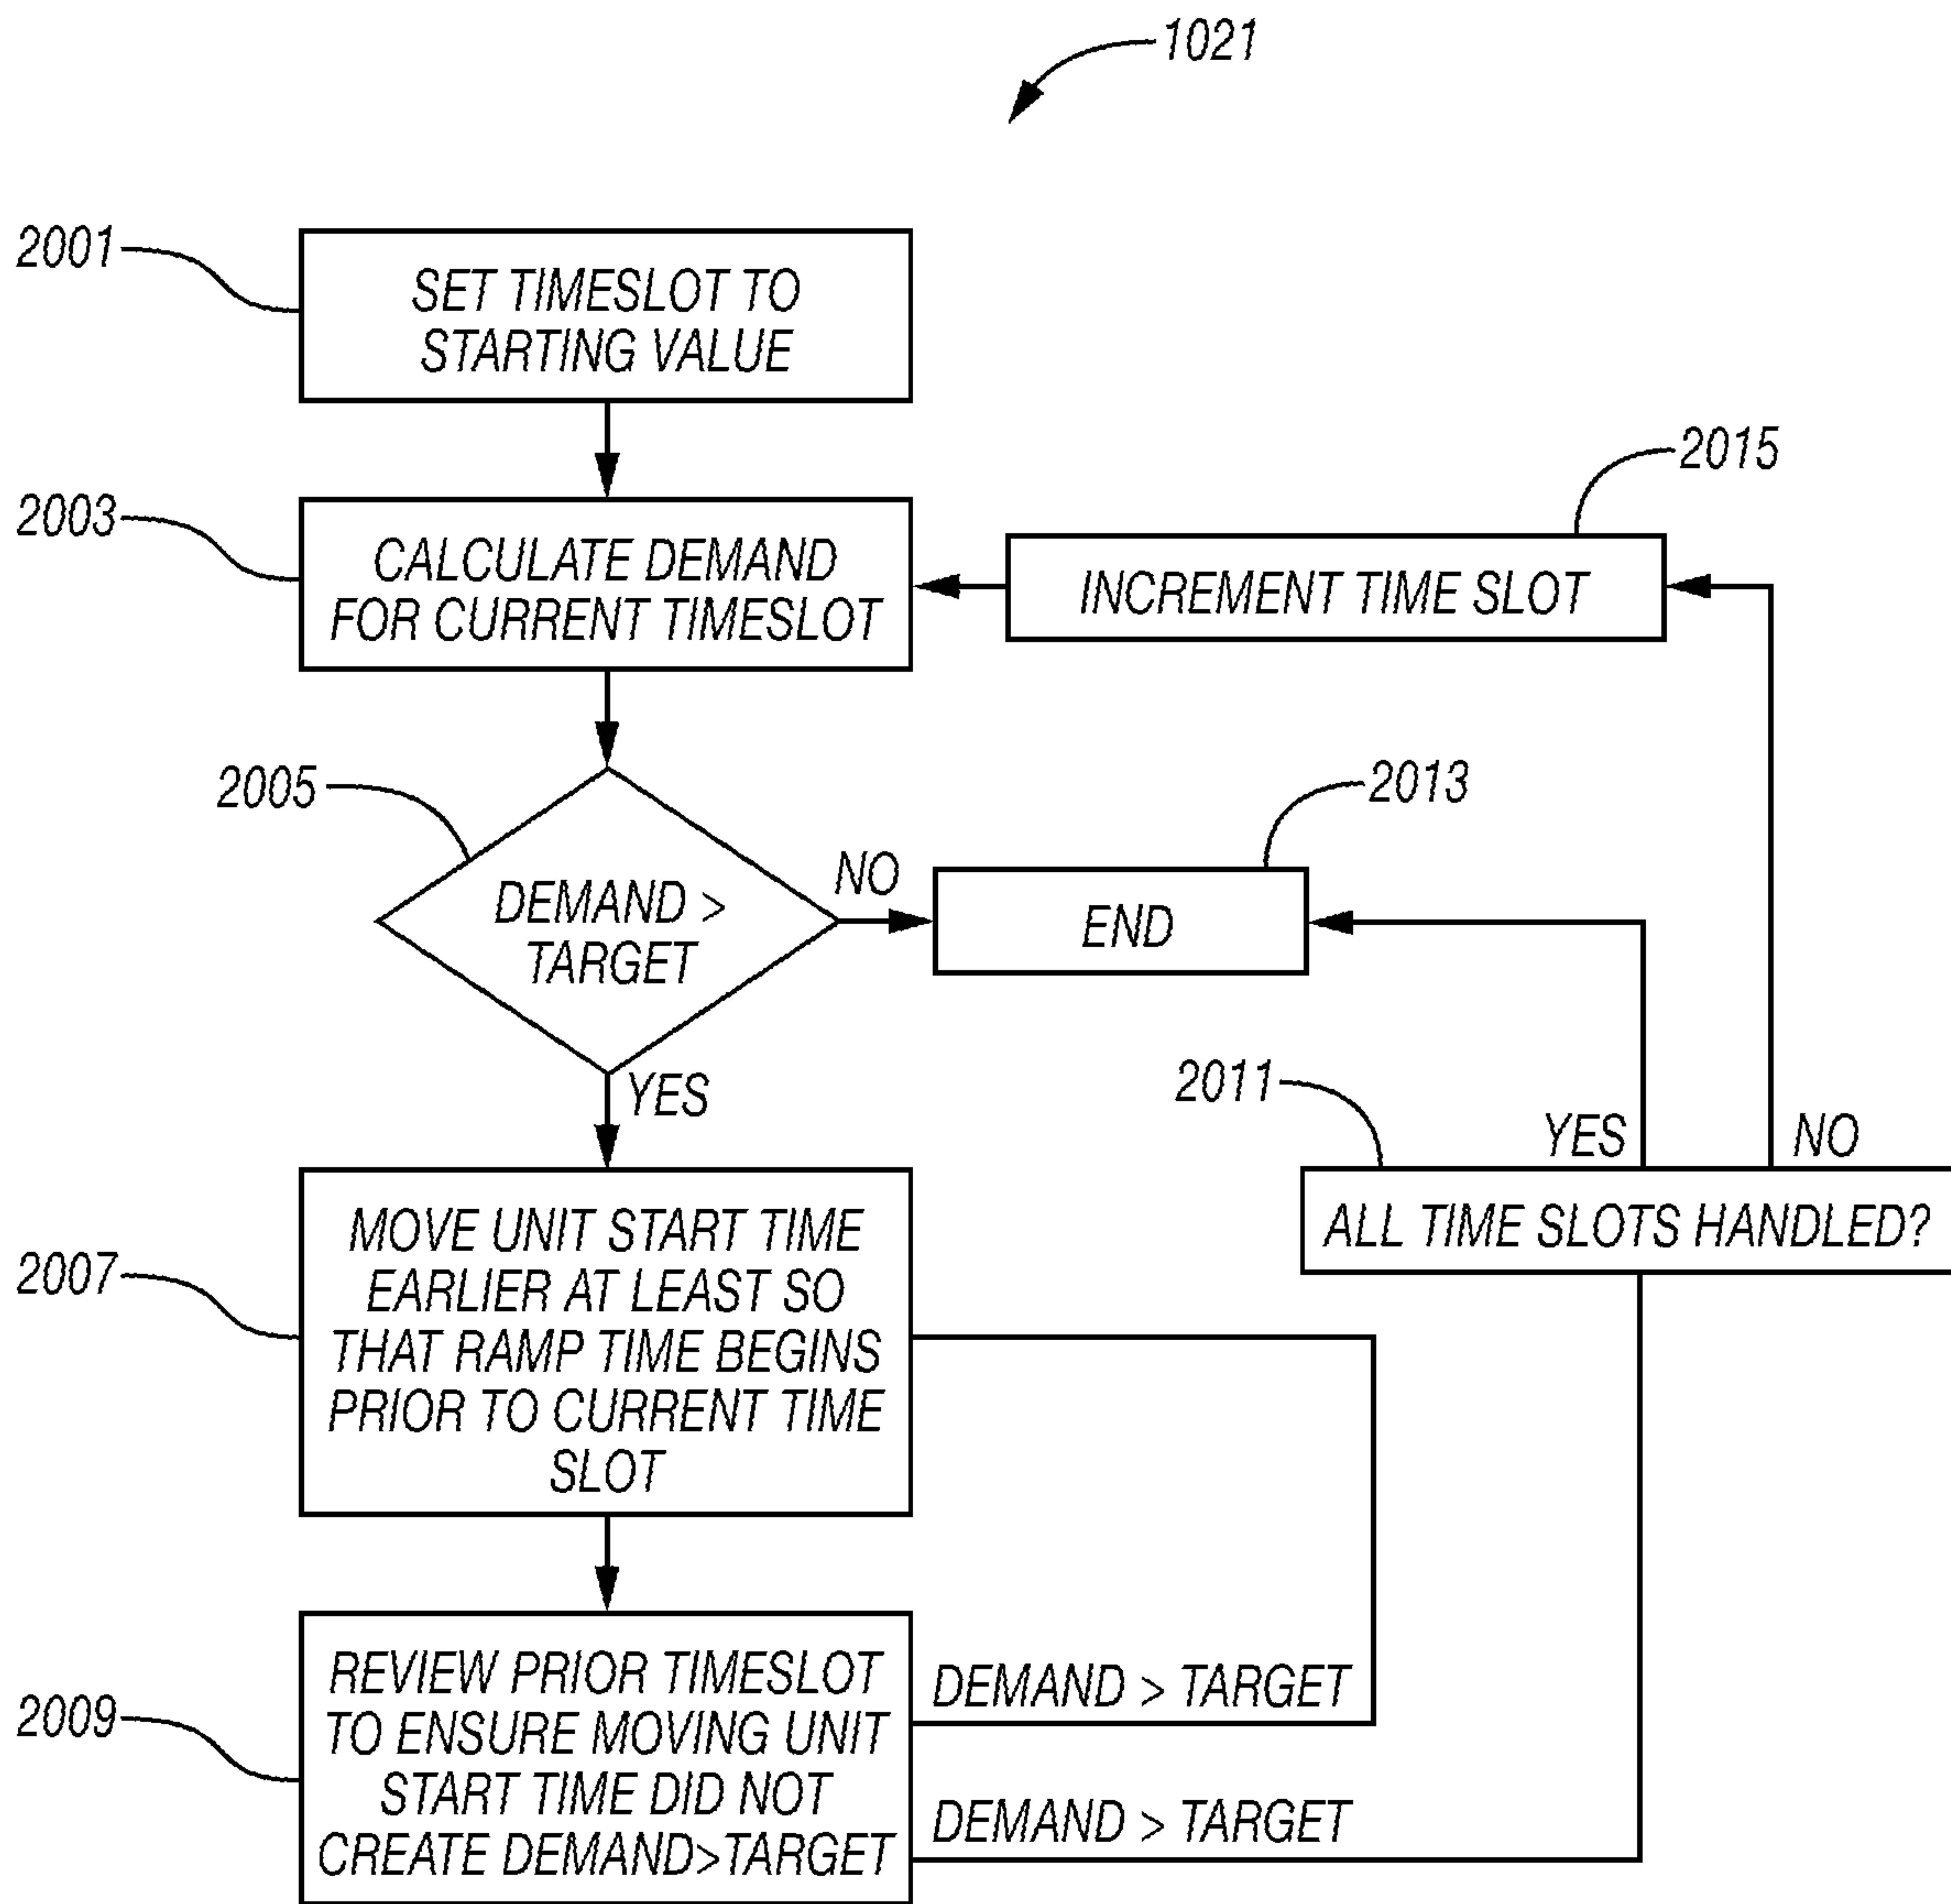 1021
2001
SET TIMESLOT TO
STARTING VALUE
2015
2003
CALCULATE DEMAND
FOR CURRENT TIMESLOT
INCREMENT TIME SLOT
2005
2013
DEMAND >
TARGET
NO
END
YES
2011
YES
NO
ALL TIME SLOTS HANDLED?
2007
MOVE UNIT START TIME
EARLIER AT LEAST SO
THAT RAMP TIME BEGINS
PRIOR TO CURRENT TIME
SLOT
2009
REVIEW PRIOR TIMESLOT
TO ENSURE MOVING UNIT
START TIME DID NOT
CREATE DEMAND>TARGET
DEMAND > TARGET
DEMAND > TARGET